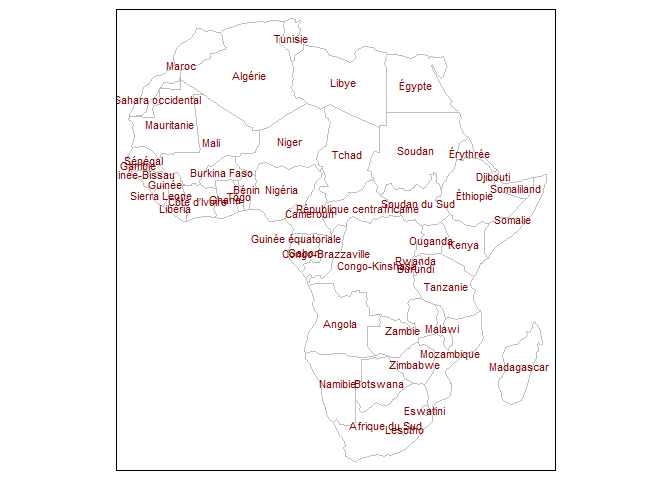 Tunisie
Maroc
Algérie
Libye
Égypte
Sahara occidental
Mauritanie
Mali
Niger
Tchad
Soudan
Érythrée
Sénégal
Gambie
inée-Bissau
Guinée
Burkina Faso
Djibouti
Bénin
Nigéria
Somaliland
Sierra Leone
Côte d'Ivoire
Ghana
Togo
Éthiopie
Liberia
Cameroun
République centrafricaine
Soudan du Sud
Somalie
Guinée équatoriale
Ouganda
Kenya
Gabon
Congo-Brazzaville
Congo-Kinshasa
Rwanda
Burundi
Tanzanie
Angola
Zambie
Malawi
Mozambique
Zimbabwe
Madagascar
Namibie
Botswana
Eswatini
Afrique du Sud
Lesotho